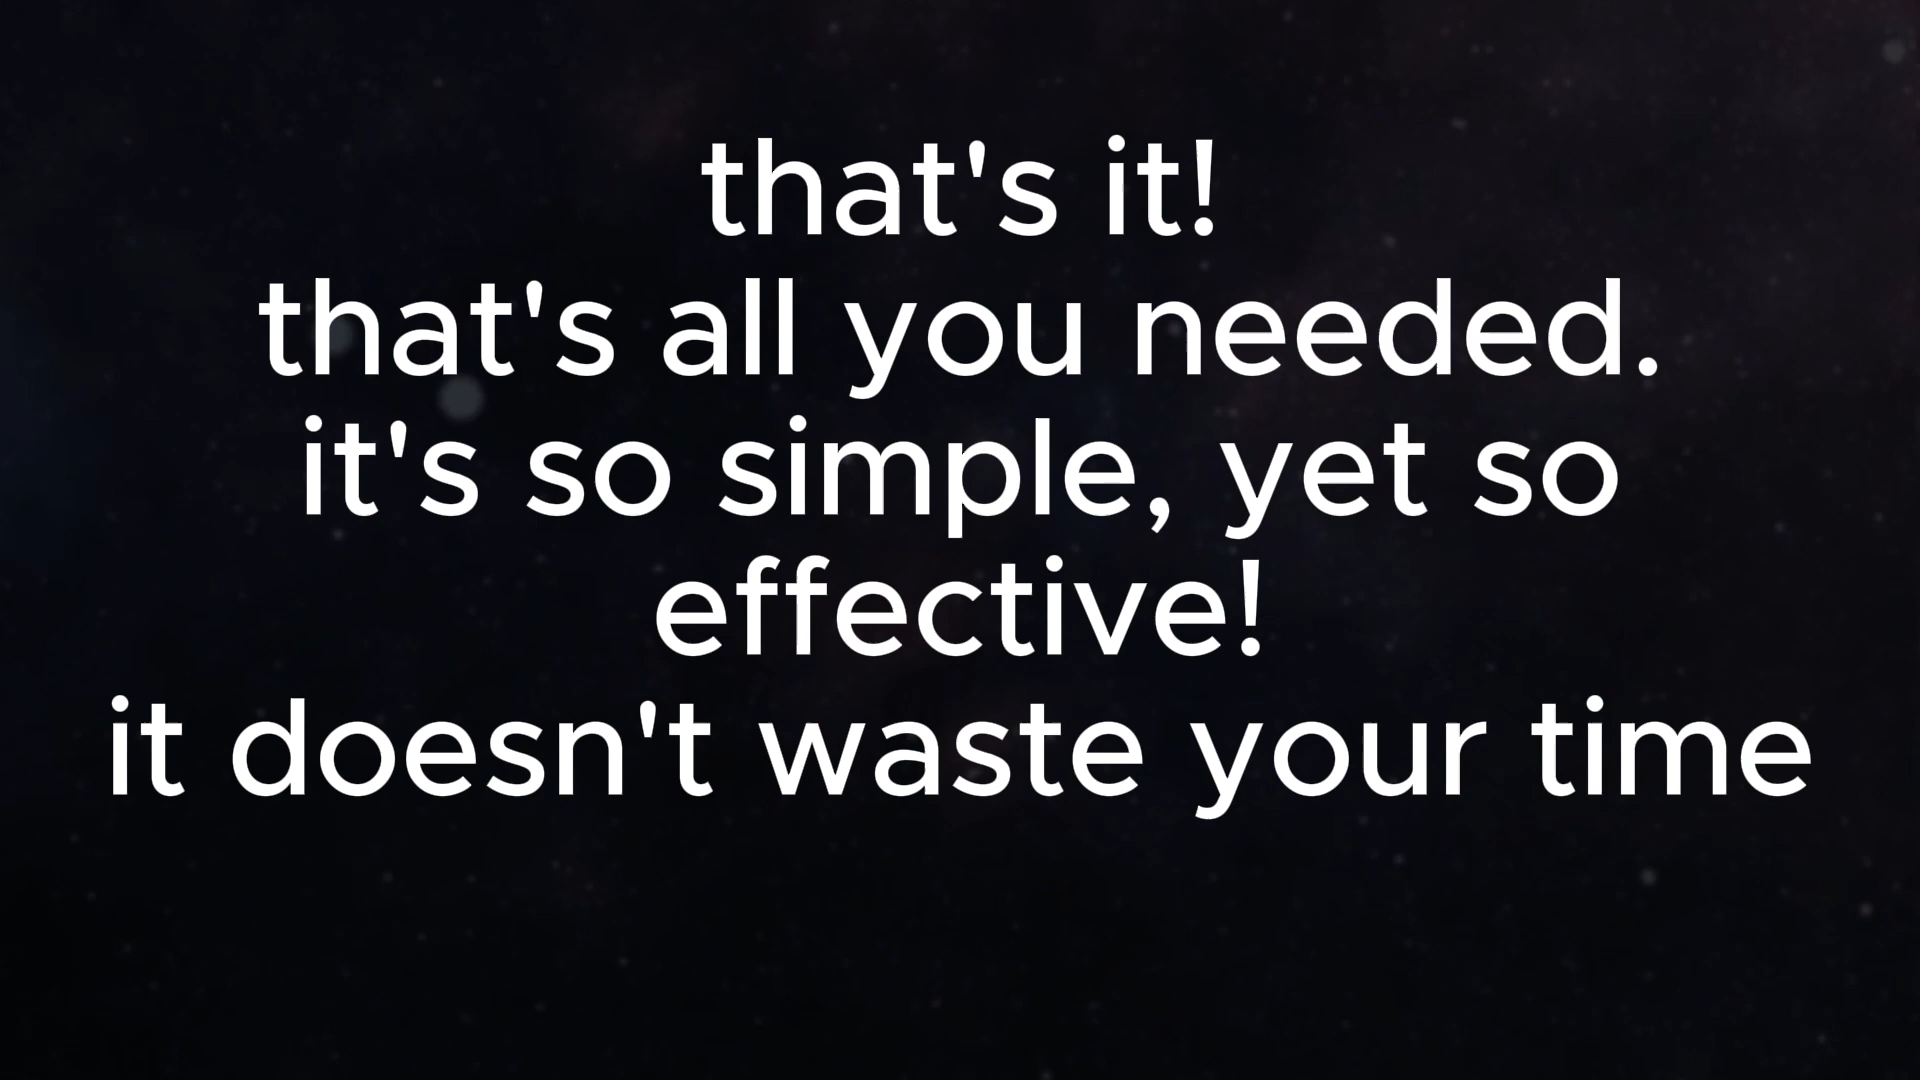 that's it!
that's all you needed.
it's so simple, yet so
effective!
it doesn't waste your time